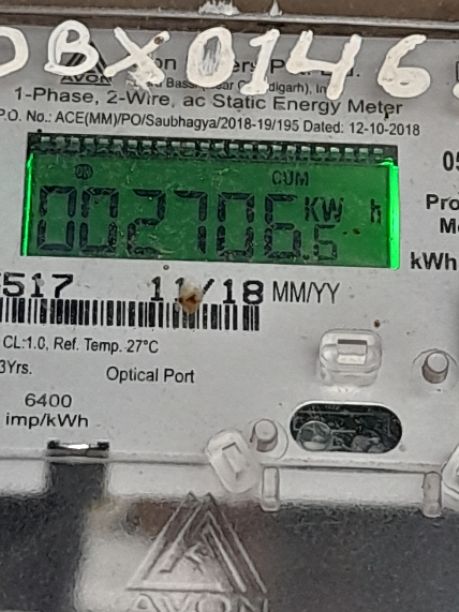 DBX0146
AVON
1-Phase, 2-Wire, ac Static Energy Meter
P.O. No.: ACE(MM)/PO/Saubhagya/2018-19/195 Dated: 12-10-2018
CUM
002706.5 KW h
kWh
517 11/18 MM/YY
CL:1.0, Ref. Temp. 27°C
3Yrs. Optical Port
6400
imp/kWh
AVON